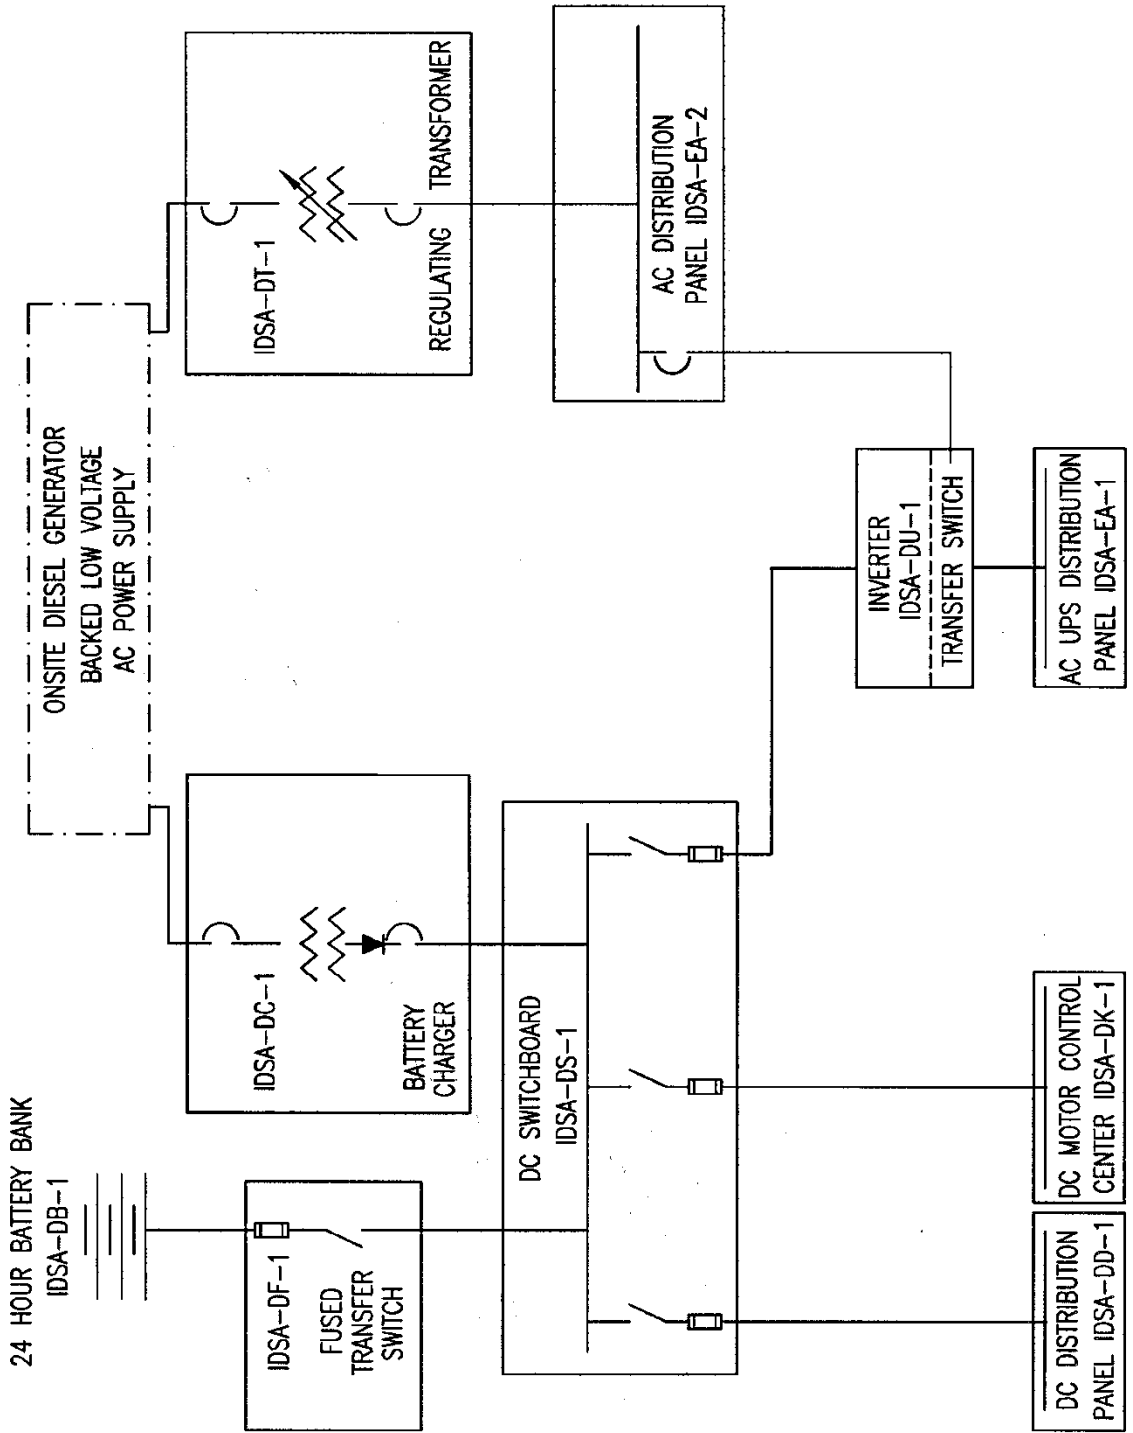 24 HOUR BATTERY BANK
IDSA-DB-1
ONSITE DIESEL GENERATOR
BACKED LOW VOLTAGE
AC POWER SUPPLY
IDSA-DF-1
FUSED
TRANSFER
SWITCH
IDSA-DC-1
BATTERY
CHARGER
IDSA-DT-1
REGULATING TRANSFORMER
DC SWITCHBOARD
IDSA-DS-1
AC DISTRIBUTION
PANEL IDSA-EA-2
INVERTER
IDSA-DU-1
TRANSFER SWITCH
DC DISTRIBUTION
PANEL IDSA-DD-1
DC MOTOR CONTROL
CENTER IDSA-DK-1
AC UPS DISTRIBUTION
PANEL IDSA-EA-1